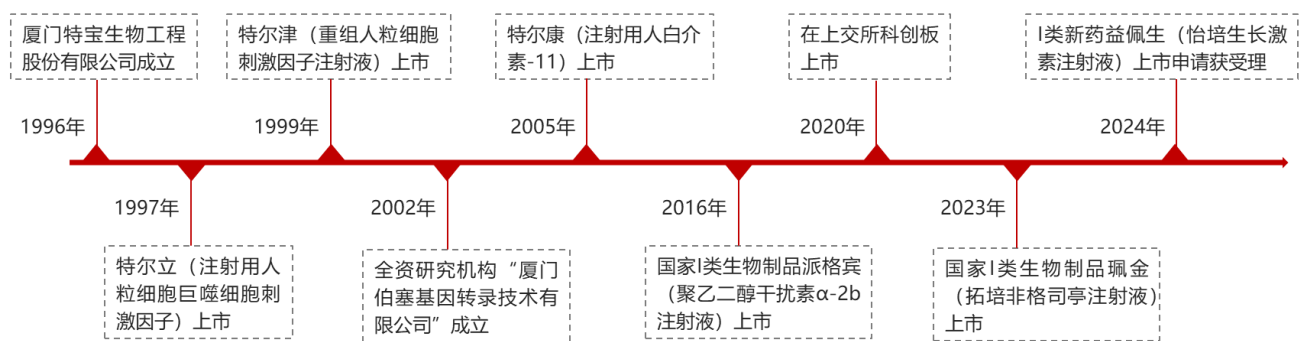 厦门特宝生物工程
股份有限公司成立
1996年
1997年
特尔立（注射用人
粒细胞巨噬细胞刺
激因子）上市
特尔津（重组人粒细胞
刺激因子注射液）上市
1999年
2002年
全资研究机构“厦门
伯塞基因转录技术有
限公司”成立
特尔康（注射用人白介
素-11）上市
2005年
2016年
国家I类生物制品派格宾
（聚乙二醇干扰素α-2b
注射液）上市
在上交所科创板
上市
2020年
2023年
国家I类生物制品珮金
（拓培非格司亭注射液）
上市
I类新药益佩生（怡培生长激
素注射液）上市申请获受理
2024年